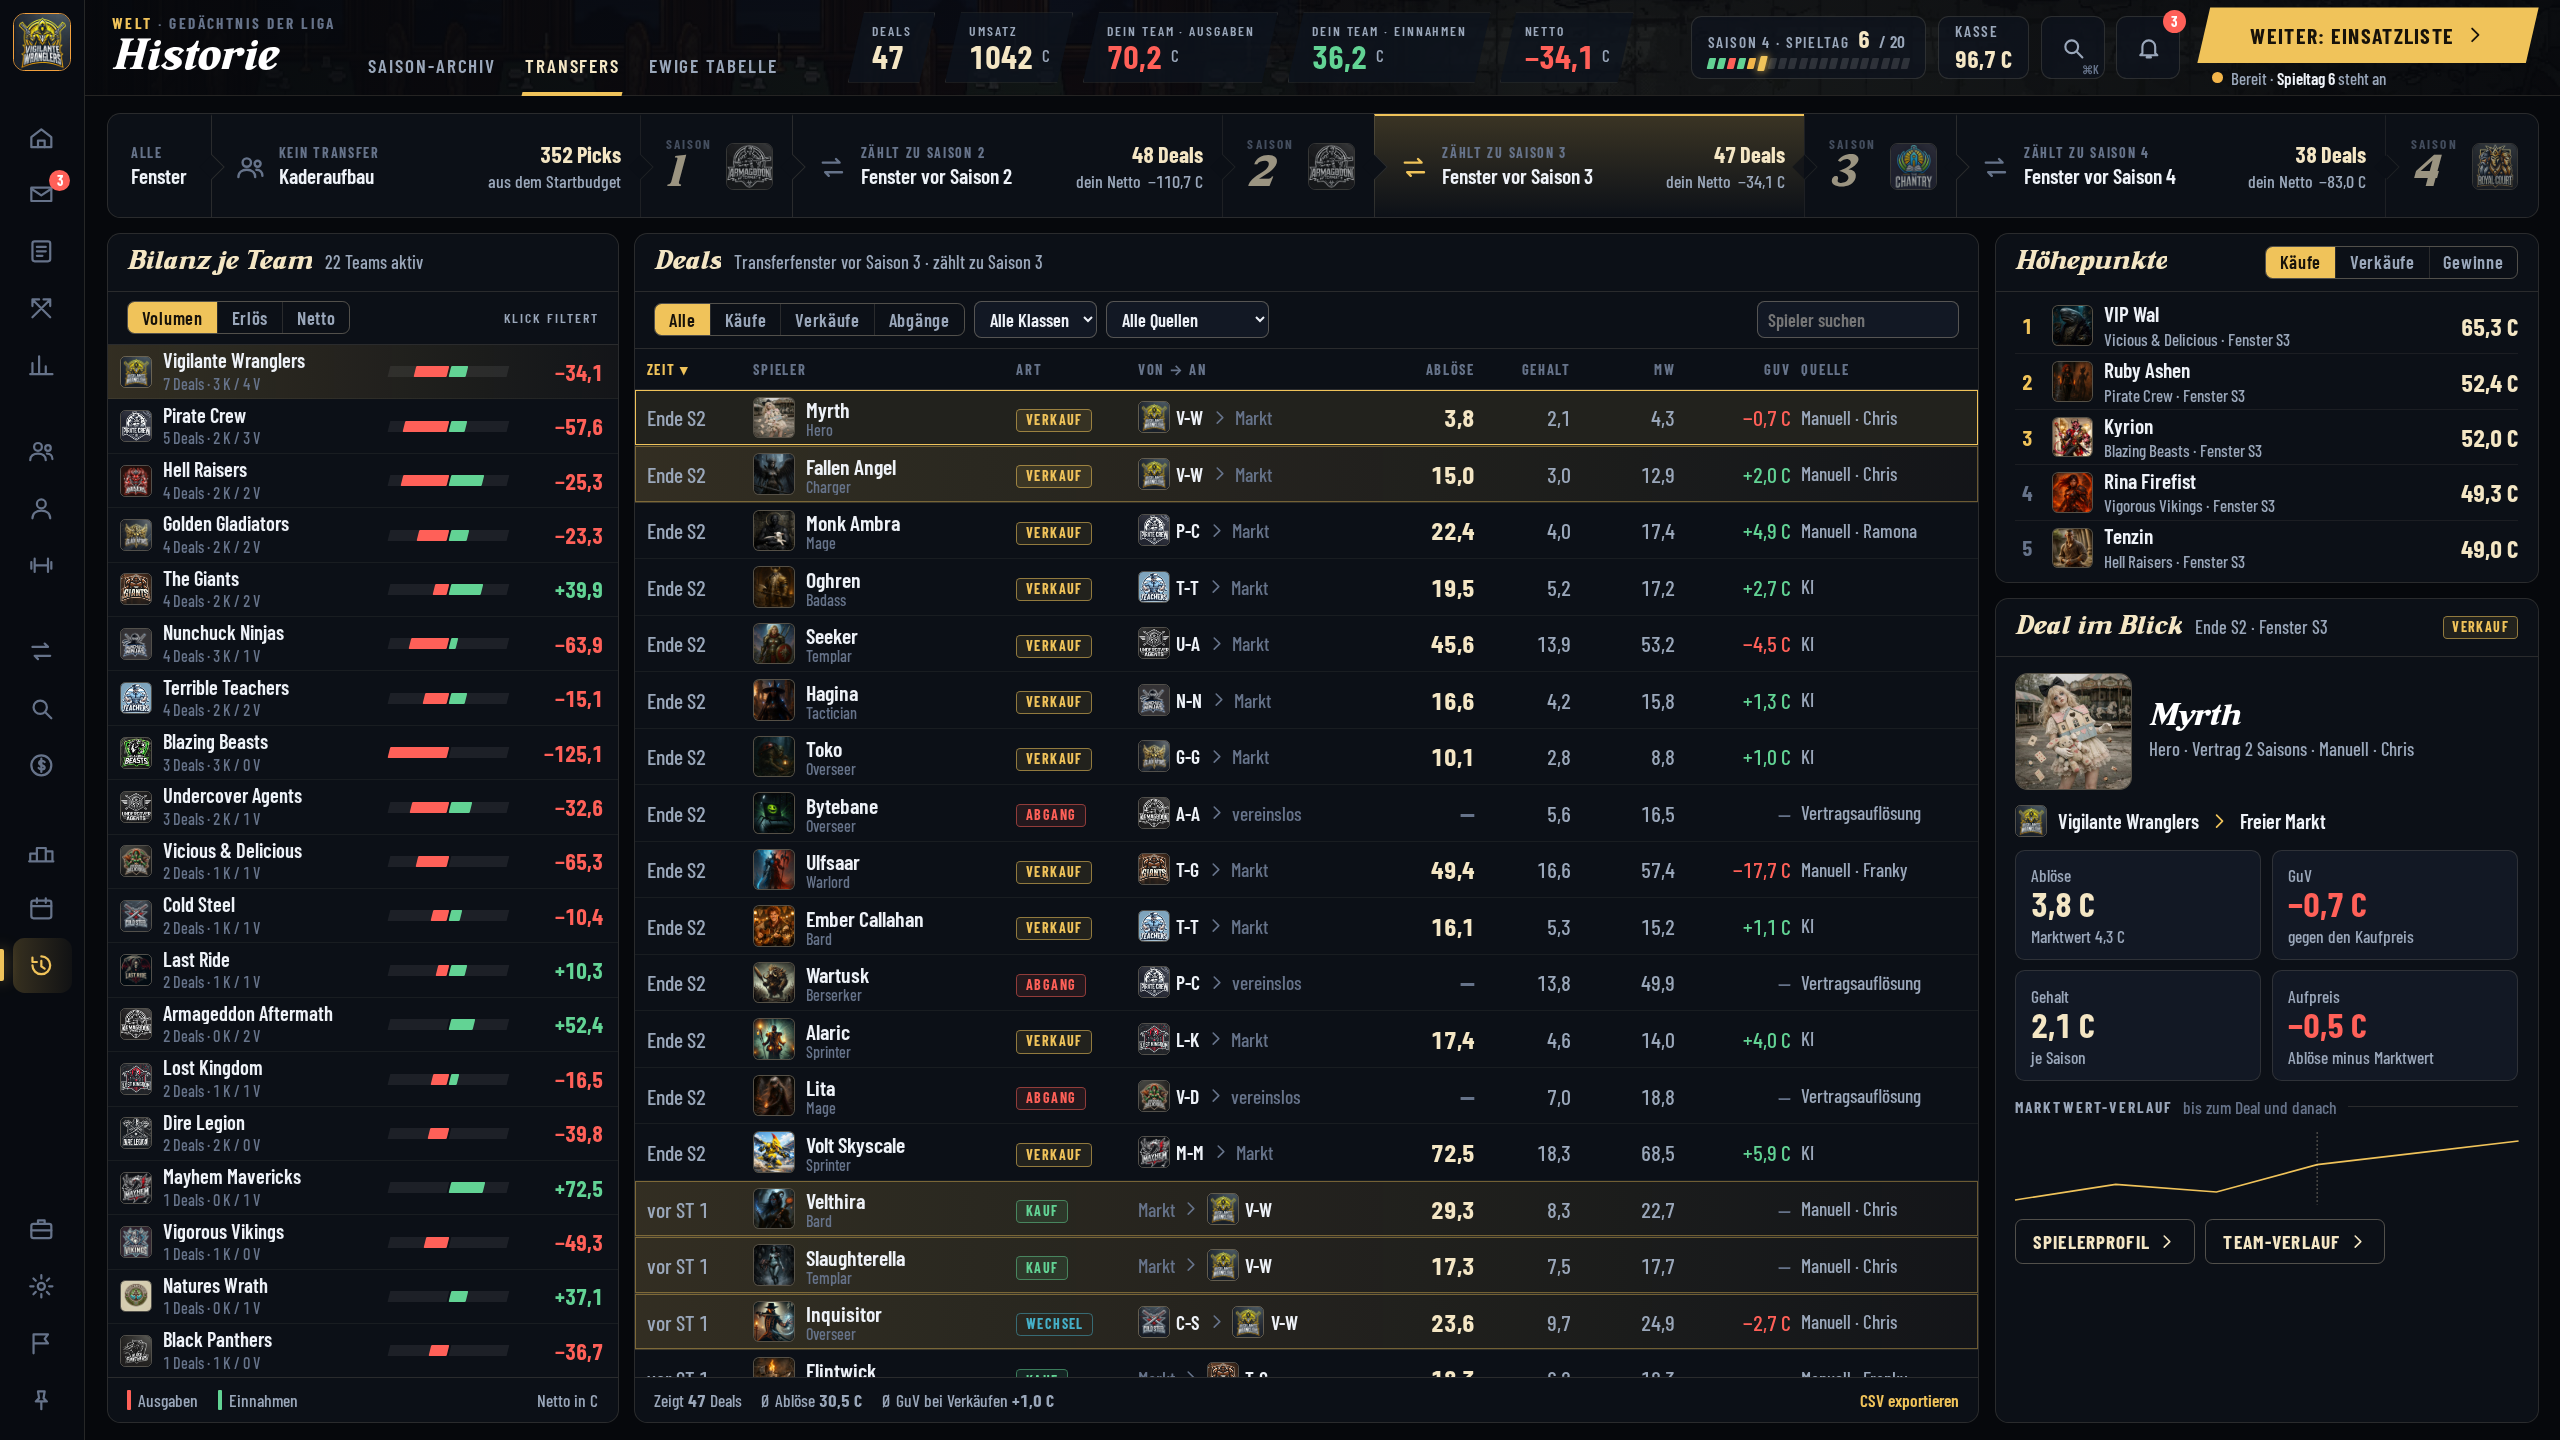 WELT · GEDÄCHTNIS DER LIGA
Historie
SAISON-ARCHIV TRANSFERS EWIGE TABELLE
DEALS 47
UMSATZ 1042 C
DEIN TEAM · AUSGABEN 70,2 C
DEIN TEAM · EINNAHMEN 36,2 C
NETTO −34,1 C
SAISON 4 · SPIELTAG 6 / 20
KASSE 96,7 C
⌘K
3
WEITER: EINSATZLISTE
Bereit · Spieltag 6 steht an
3
ALLE
Fenster
KEIN TRANSFER
Kaderaufbau
352 Picks
aus dem Startbudget
SAISON 1
ZÄHLT ZU SAISON 2
Fenster vor Saison 2
48 Deals
dein Netto −110,7 C
SAISON 2
ZÄHLT ZU SAISON 3
Fenster vor Saison 3
47 Deals
dein Netto −34,1 C
SAISON 3
ZÄHLT ZU SAISON 4
Fenster vor Saison 4
38 Deals
dein Netto −83,0 C
SAISON 4
Bilanz je Team 22 Teams aktiv
Volumen Erlös Netto KLICK FILTERT
Vigilante Wranglers −34,1
7 Deals · 3 K / 4 V
Pirate Crew −57,6
5 Deals · 2 K / 3 V
Hell Raisers −25,3
4 Deals · 2 K / 2 V
Golden Gladiators −23,3
4 Deals · 2 K / 2 V
The Giants +39,9
4 Deals · 2 K / 2 V
Nunchuck Ninjas −63,9
4 Deals · 3 K / 1 V
Terrible Teachers −15,1
4 Deals · 2 K / 2 V
Blazing Beasts −125,1
3 Deals · 3 K / 0 V
Undercover Agents −32,6
3 Deals · 2 K / 1 V
Vicious & Delicious −65,3
2 Deals · 1 K / 1 V
Cold Steel −10,4
2 Deals · 1 K / 1 V
Last Ride +10,3
2 Deals · 1 K / 1 V
Armageddon Aftermath +52,4
2 Deals · 0 K / 2 V
Lost Kingdom −16,5
2 Deals · 1 K / 1 V
Dire Legion −39,8
2 Deals · 2 K / 0 V
Mayhem Mavericks +72,5
1 Deals · 0 K / 1 V
Vigorous Vikings −49,3
1 Deals · 1 K / 0 V
Natures Wrath +37,1
1 Deals · 0 K / 1 V
Black Panthers −36,7
1 Deals · 1 K / 0 V
Ausgaben Einnahmen Netto in C
Deals Transferfenster vor Saison 3 · zählt zu Saison 3
Alle Käufe Verkäufe Abgänge Alle Klassen Alle Quellen Spieler suchen
ZEIT ▼ SPIELER ART VON → AN ABLÖSE GEHALT MW GUV QUELLE
Ende S2 Myrth Hero VERKAUF V-W Markt 3,8 2,1 4,3 −0,7 C Manuell · Chris
Ende S2 Fallen Angel Charger VERKAUF V-W Markt 15,0 3,0 12,9 +2,0 C Manuell · Chris
Ende S2 Monk Ambra Mage VERKAUF P-C Markt 22,4 4,0 17,4 +4,9 C Manuell · Ramona
Ende S2 Oghren Badass VERKAUF T-T Markt 19,5 5,2 17,2 +2,7 C KI
Ende S2 Seeker Templar VERKAUF U-A Markt 45,6 13,9 53,2 −4,5 C KI
Ende S2 Hagina Tactician VERKAUF N-N Markt 16,6 4,2 15,8 +1,3 C KI
Ende S2 Toko Overseer VERKAUF G-G Markt 10,1 2,8 8,8 +1,0 C KI
Ende S2 Bytebane Overseer ABGANG A-A vereinslos — 5,6 16,5 — Vertragsauflösung
Ende S2 Ulfsaar Warlord VERKAUF T-G Markt 49,4 16,6 57,4 −17,7 C Manuell · Franky
Ende S2 Ember Callahan Bard VERKAUF T-T Markt 16,1 5,3 15,2 +1,1 C KI
Ende S2 Wartusk Berserker ABGANG P-C vereinslos — 13,8 49,9 — Vertragsauflösung
Ende S2 Alaric Sprinter VERKAUF L-K Markt 17,4 4,6 14,0 +4,0 C KI
Ende S2 Lita Mage ABGANG V-D vereinslos — 7,0 18,8 — Vertragsauflösung
Ende S2 Volt Skyscale Sprinter VERKAUF M-M Markt 72,5 18,3 68,5 +5,9 C KI
vor ST 1 Velthira Bard KAUF Markt V-W 29,3 8,3 22,7 — Manuell · Chris
vor ST 1 Slaughterella Templar KAUF Markt V-W 17,3 7,5 17,7 — Manuell · Chris
vor ST 1 Inquisitor Overseer WECHSEL C-S V-W 23,6 9,7 24,9 −2,7 C Manuell · Chris
Flintwick
Zeigt 47 Deals Ø Ablöse 30,5 C Ø GuV bei Verkäufen +1,0 C CSV exportieren
Höhepunkte Käufe Verkäufe Gewinne
1 VIP Wal 65,3 C
Vicious & Delicious · Fenster S3
2 Ruby Ashen 52,4 C
Pirate Crew · Fenster S3
3 Kyrion 52,0 C
Blazing Beasts · Fenster S3
4 Rina Firefist 49,3 C
Vigorous Vikings · Fenster S3
5 Tenzin 49,0 C
Hell Raisers · Fenster S3
Deal im Blick Ende S2 · Fenster S3 VERKAUF
Myrth
Hero · Vertrag 2 Saisons · Manuell · Chris
Vigilante Wranglers Freier Markt
Ablöse
3,8 C
Marktwert 4,3 C
GuV
−0,7 C
gegen den Kaufpreis
Gehalt
2,1 C
je Saison
Aufpreis
−0,5 C
Ablöse minus Marktwert
MARKTWERT-VERLAUF bis zum Deal und danach
SPIELERPROFIL TEAM-VERLAUF